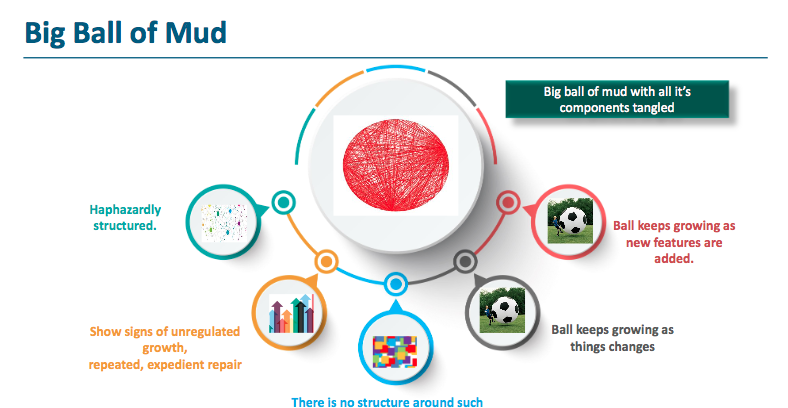 Big Ball of Mud
Big ball of mud with all it's
components tangled
Haphazardly
structured.
Show signs of unregulated
growth,
repeated, expedient repair
There is no structure around such
Ball keeps growing as
things changes
Ball keeps growing as
new features are
added.